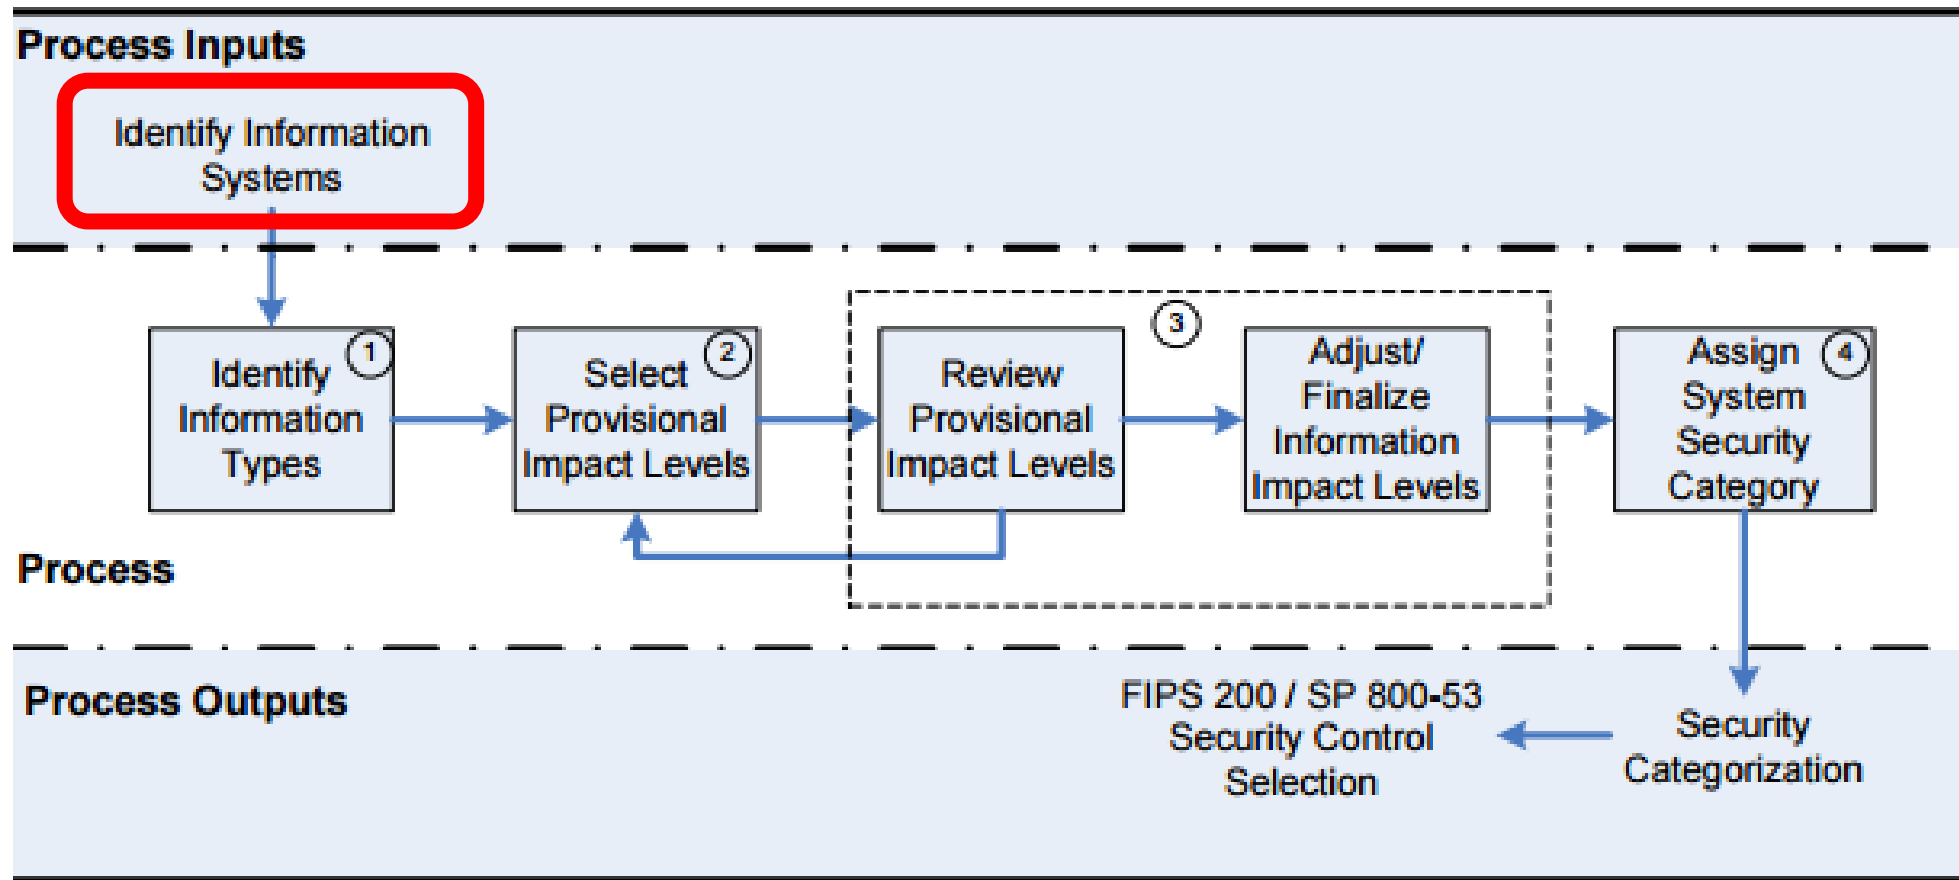 Process Inputs
Identify Information
Systems
1
Identify
Information
Types
2
Select
Provisional
Impact Levels
3
Review
Provisional
Impact Levels
Adjust/
Finalize
Information
Impact Levels
4
Assign
System
Security
Category
Process
Process Outputs
FIPS 200 / SP 800-53
Security Control
Selection
Security
Categorization